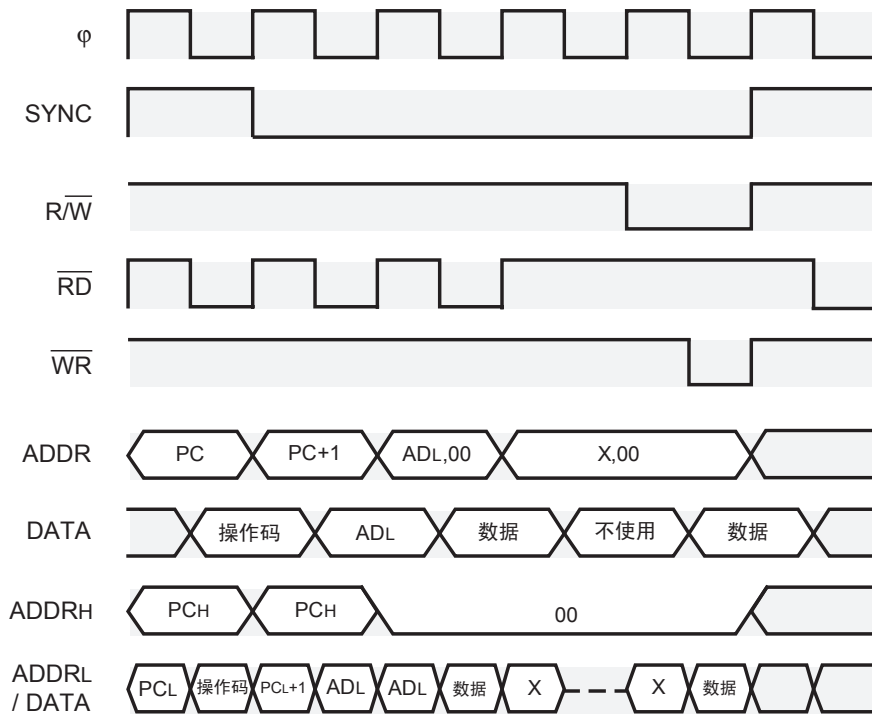 φ
SYNC
R/W
RD
WR
ADDR PC PC+1 ADL,00 X,00
DATA 操作码 ADL 数据 不使用 数据
ADDRH PCH PCH 00
ADDRL
/ DATA PCL 操作码 PCL+1 ADL ADL 数据 X X 数据